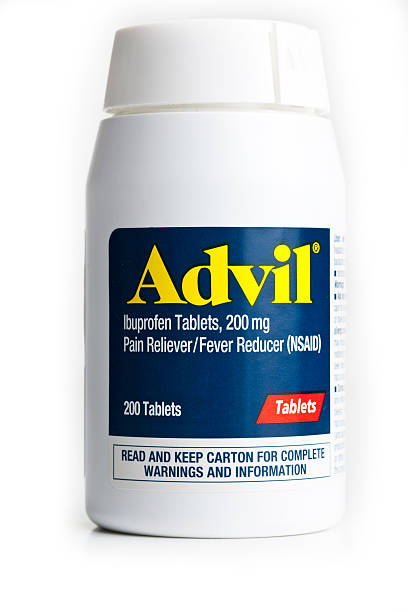 Advil®
Ibuprofen Tablets, 200 mg
Pain Reliever/Fever Reducer (NSAID)
200 Tablets
Tablets
READ AND KEEP CARTON FOR COMPLETE
WARNINGS AND INFORMATION